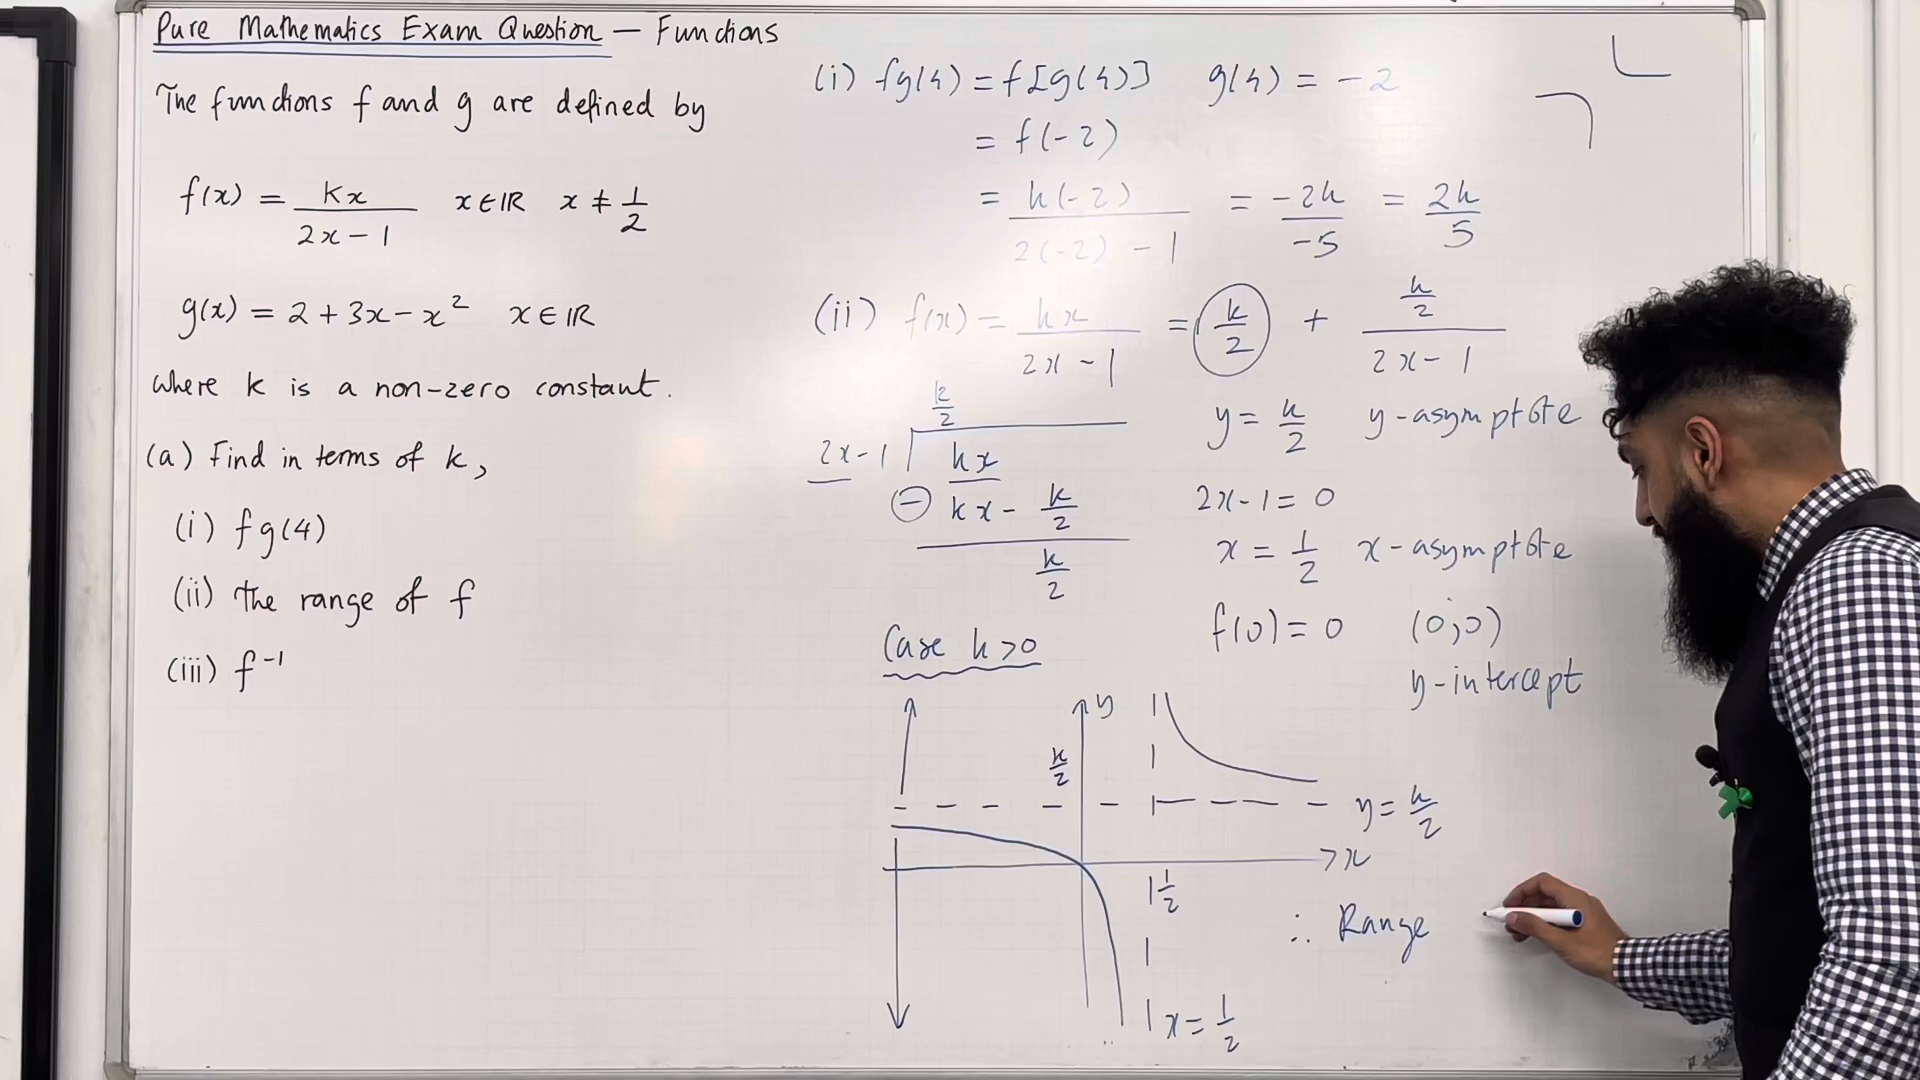 Pure Mathematics Exam Question — Functions
The functions f and g are defined by
f(x) = kx / (2x - 1) x ∈ ℝ x ≠ 1/2
g(x) = 2 + 3x - x² x ∈ ℝ
where k is a non-zero constant.
(a) Find in terms of k,
(i) fg(4)
(ii) the range of f
(iii) f⁻¹
(i) fg(4) = f[g(4)] g(4) = -2
= f(-2)
= k(-2) / (2(-2) - 1) = -2k / -5 = 2k / 5
(ii) f(x) = kx / (2x - 1) = k/2 + (k/2) / (2x - 1)
k/2
2x - 1 kx
⊖ kx - k/2
k/2
y = k/2 y-asymptote
2x - 1 = 0
x = 1/2 x-asymptote
f(0) = 0 (0,0)
y-intercept
Case k > 0
y
k/2
y = k/2
x
1/2
x = 1/2
∴ Range